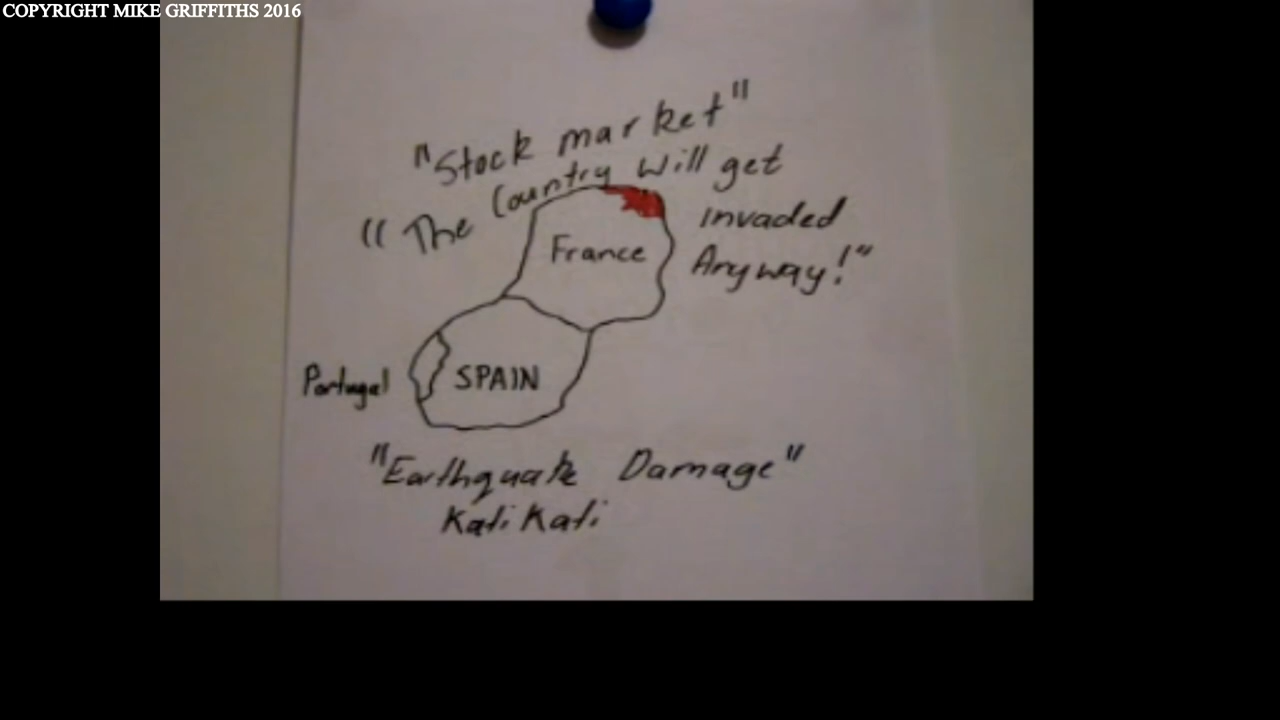 COPYRIGHT MIKE GRIFFITHS 2016
"Stock market"
"The Country will get
invaded
Anyway!"
France
Portugal
SPAIN
"Earthquake Damage"
Kati Kati